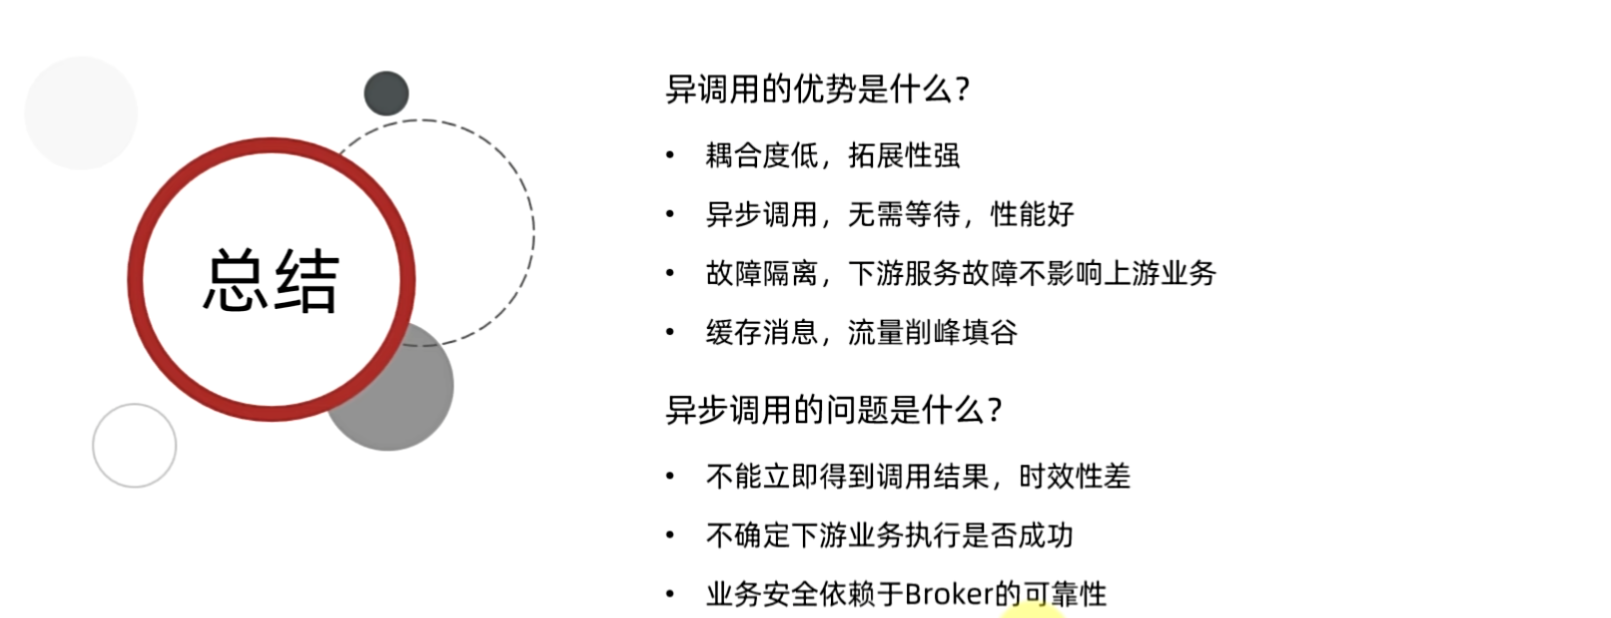 总结
异调用的优势是什么?
• 耦合度低，拓展性强
• 异步调用，无需等待，性能好
• 故障隔离，下游服务故障不影响上游业务
• 缓存消息，流量削峰填谷
异步调用的问题是什么?
• 不能立即得到调用结果，时效性差
• 不确定下游业务执行是否成功
• 业务安全依赖于Broker的可靠性